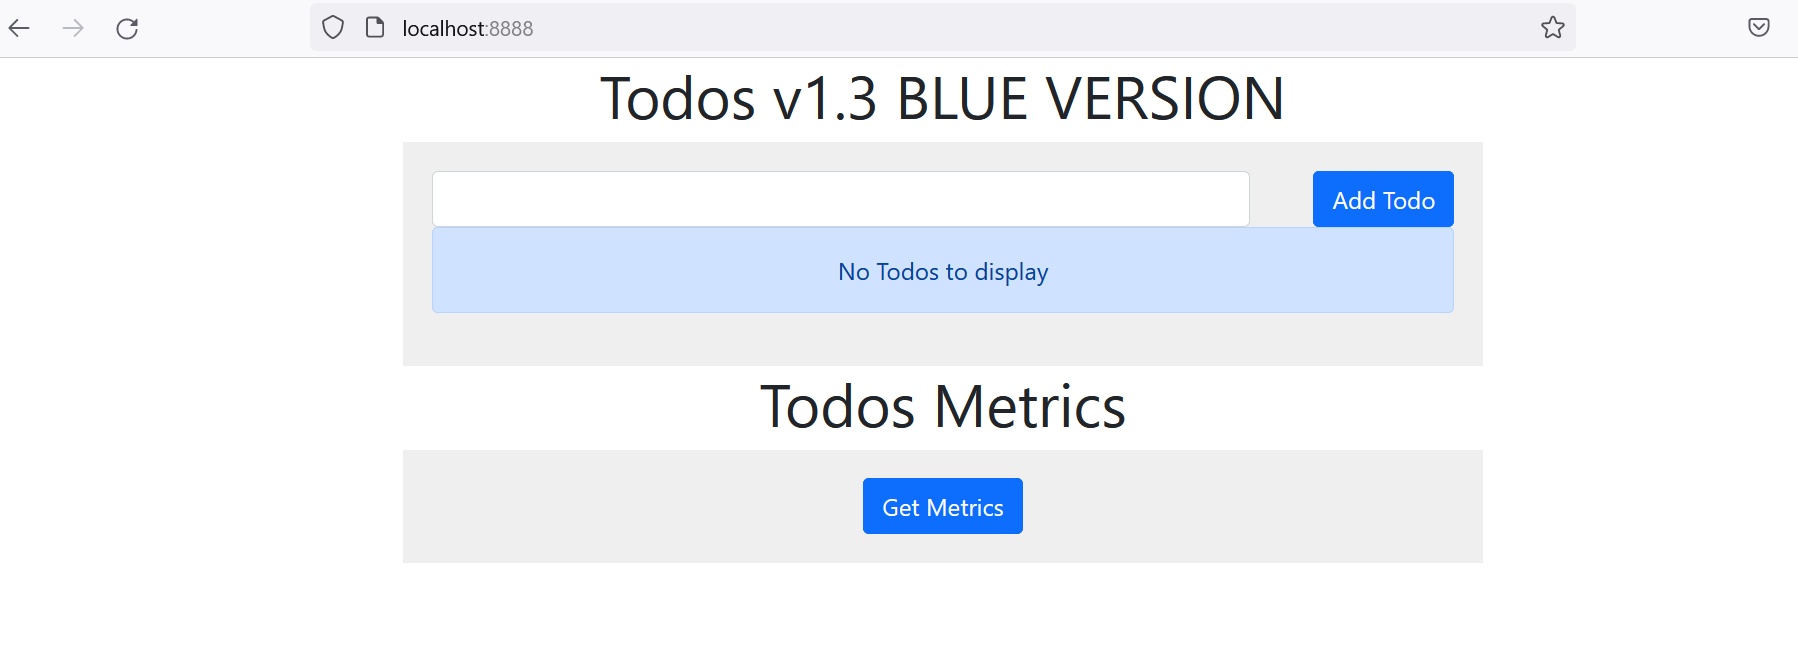 localhost:8888
Todos v1.3 BLUE VERSION
Add Todo
No Todos to display
Todos Metrics
Get Metrics